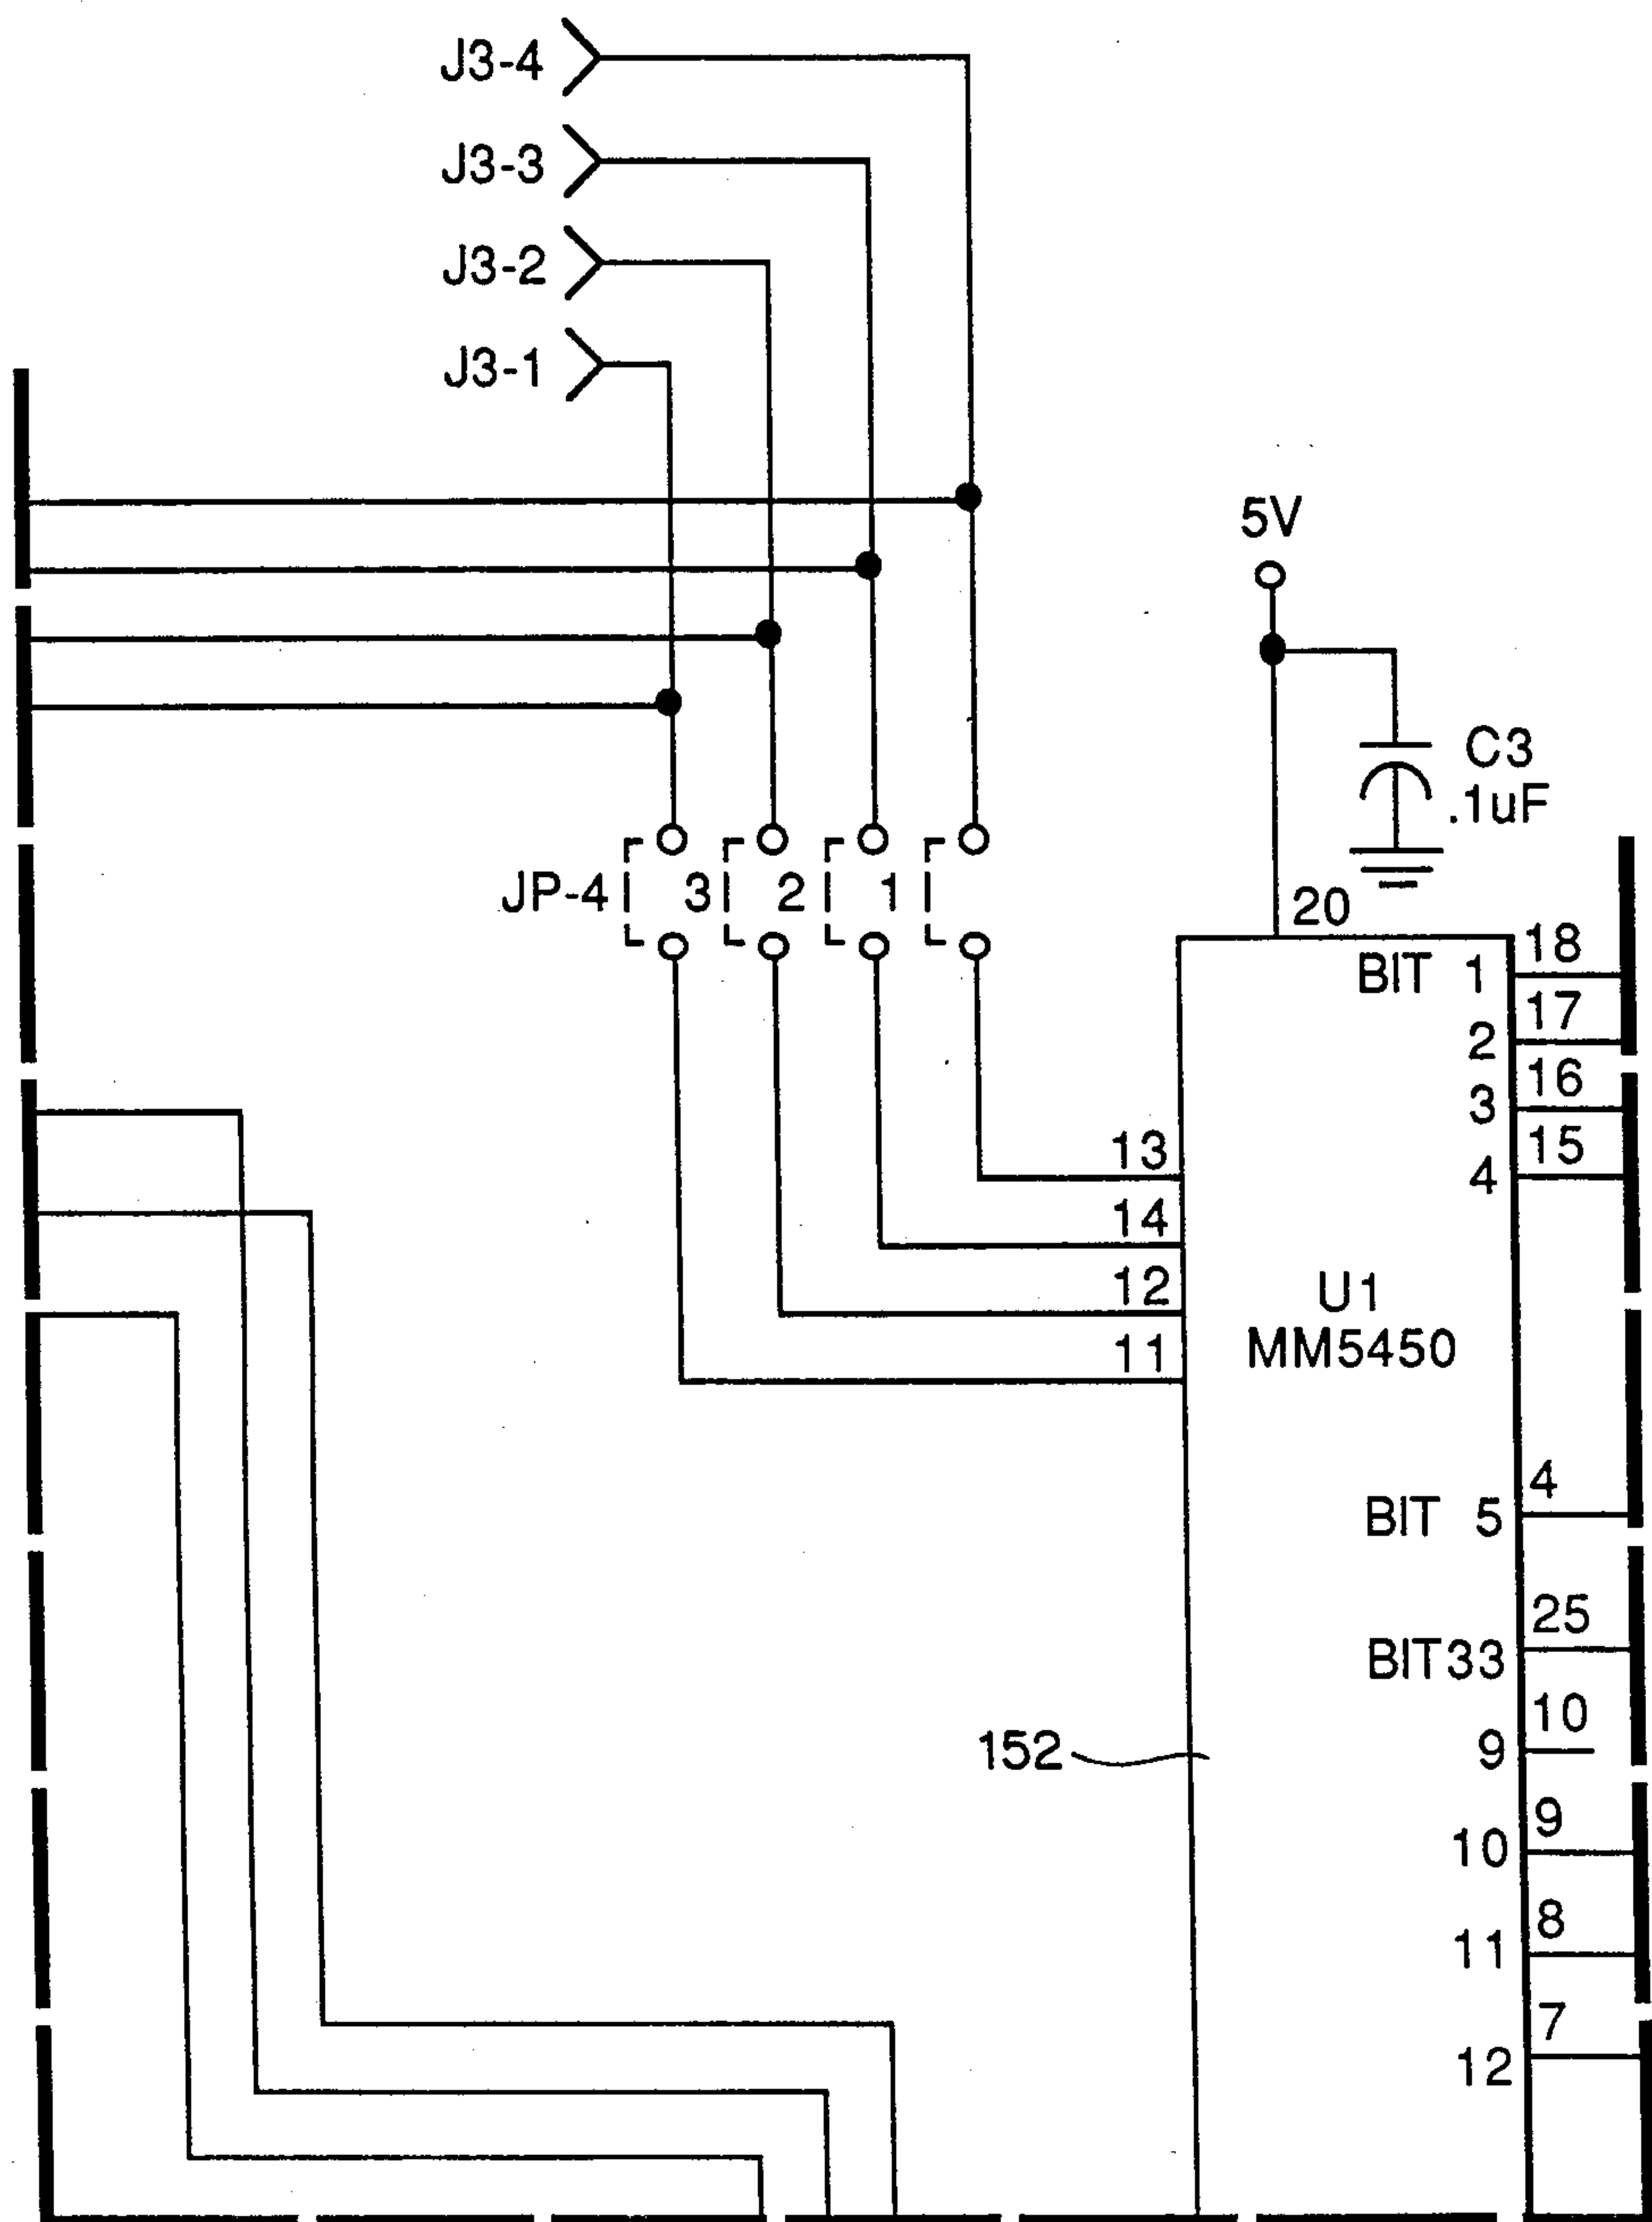 J3-4
J3-3
J3-2
J3-1
5V
C3
.1uF
JP-4 3 2 1
20
BIT 1 18
2 17
3 16
4 15
13
14
12
11
U1
MM5450
BIT 5 4
BIT33 25
152
9 10
10 9
11 8
12 7